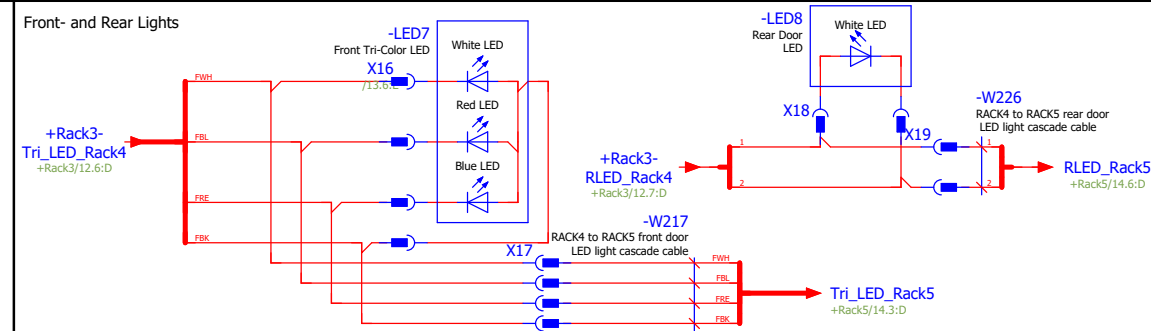 Front- and Rear Lights
-LED7
Front Tri-Color LED
X16
/13.6:E
White LED
Red LED
Blue LED
FWH
FBL
FRE
FBK
+Rack3-
Tri_LED_Rack4
+Rack3/12.6:D
X17
-W217
RACK4 to RACK5 front door
LED light cascade cable
FWH
FBL
FRE
FBK
Tri_LED_Rack5
+Rack5/14.3:D
-LED8
Rear Door
LED
White LED
X18
X19
+Rack3-
RLED_Rack4
+Rack3/12.7:D
1
2
-W226
RACK4 to RACK5 rear door
LED light cascade cable
1
2
RLED_Rack5
+Rack5/14.6:D